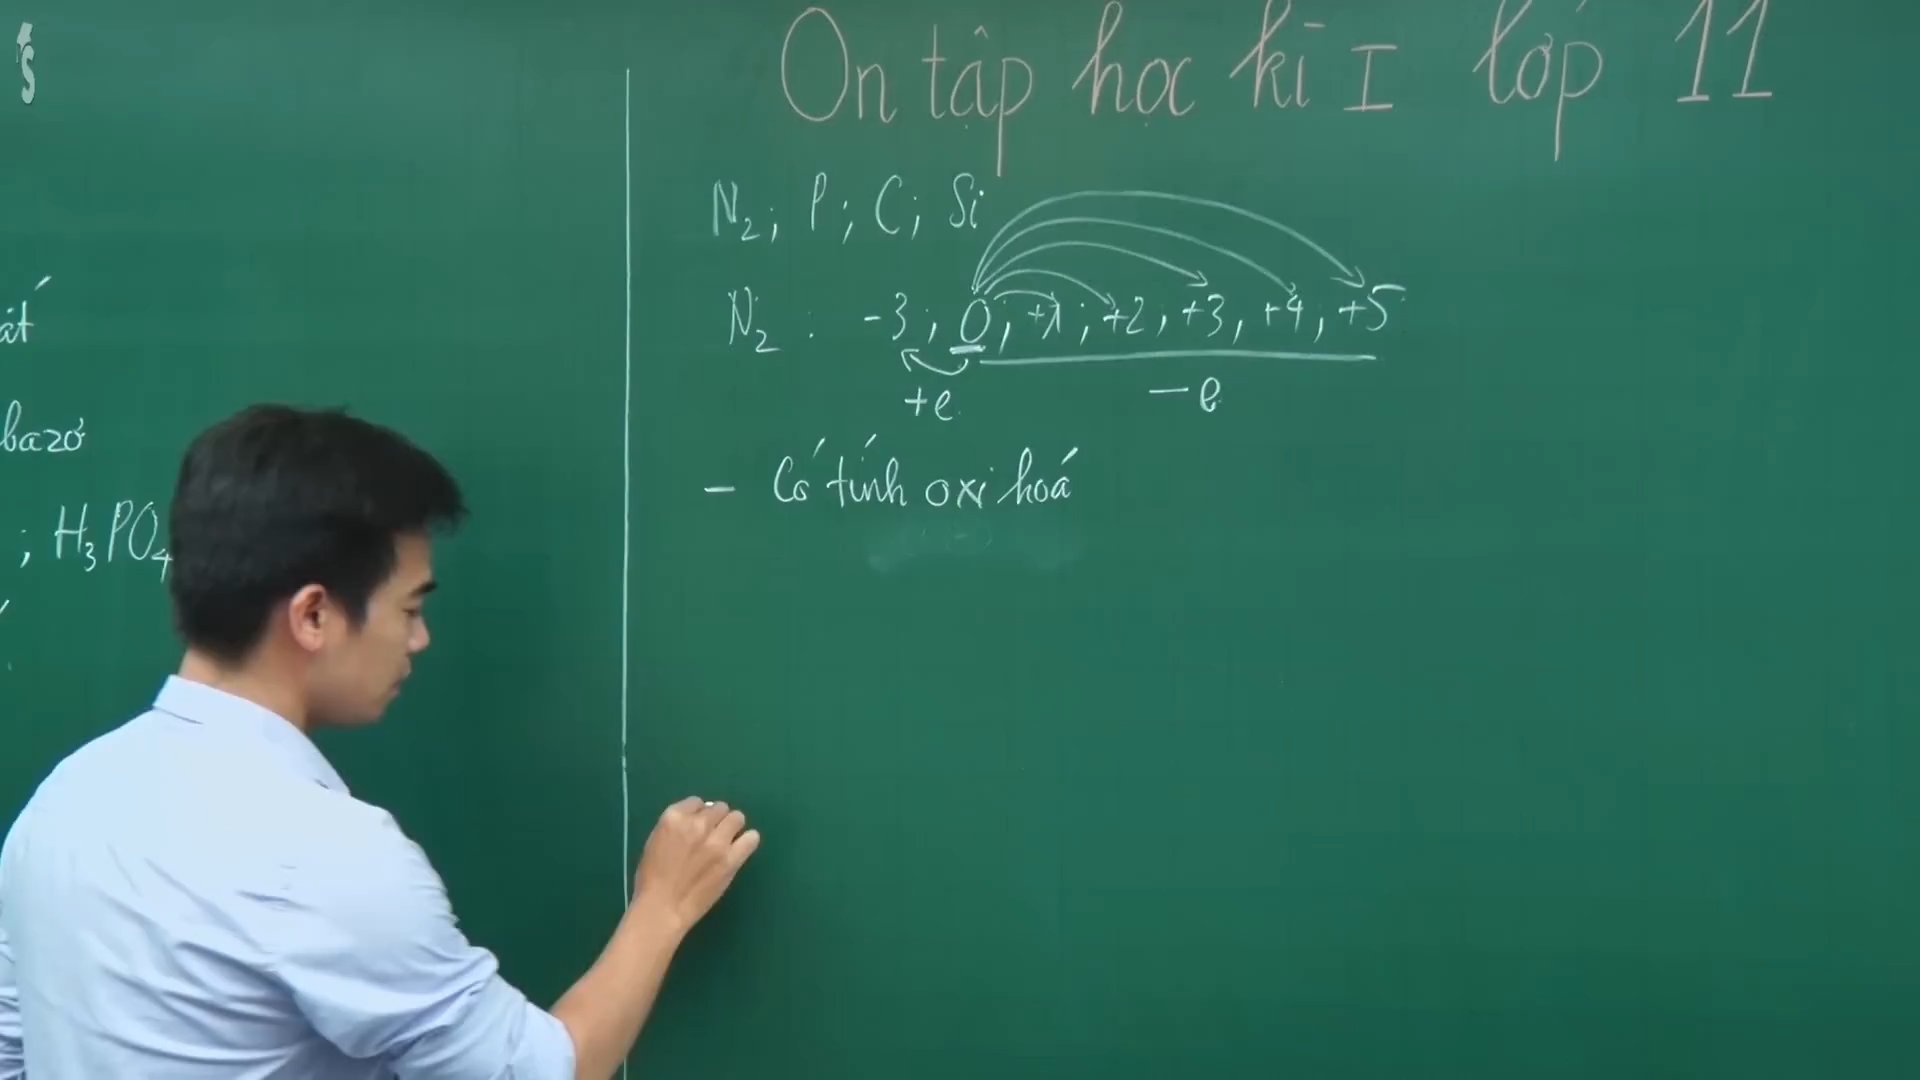 Ôn tập học kì I lớp 11
N2; P; C; Si
N2 : -3; 0; +1; +2, +3, +4, +5
+e - e
- Có tính oxi hoá
bazơ
; H3PO4